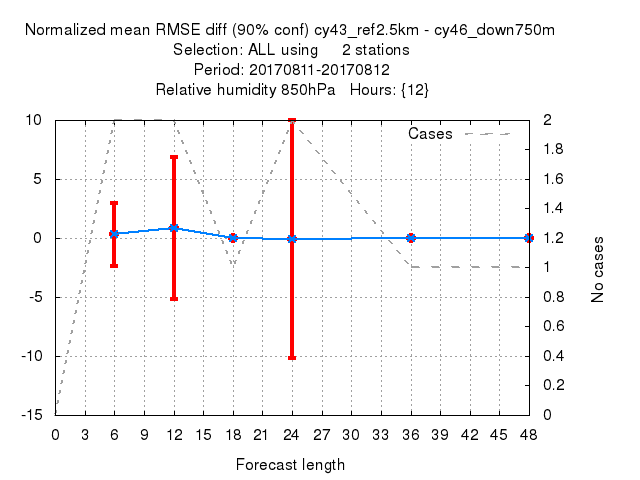 Normalized mean RMSE diff (90% conf) cy43_ref2.5km - cy46_down750m
Selection: ALL using     2 stations
Period: 20170811-20170812
Relative humidity 850hPa   Hours: {12}
Cases
10
5
0
-5
-10
-15
2
1.8
1.6
1.4
1.2
1
0.8
0.6
0.4
0.2
0
No cases
0 3 6 9 12 15 18 21 24 27 30 33 36 39 42 45 48
Forecast length